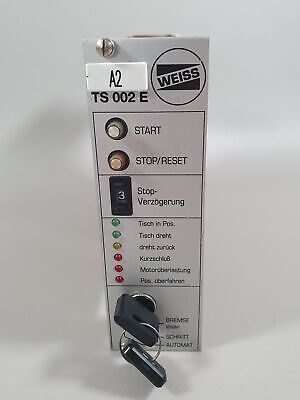 A2
WEISS
TS 002 E
START
STOP/RESET
3
Stop-
Verzögerung
Tisch in Pos.
Tisch dreht
dreht zurück
Kurzschluß
Motorüberlastung
Pos. überfahren
BREMSE
lösen
SCHRITT
AUTOMAT